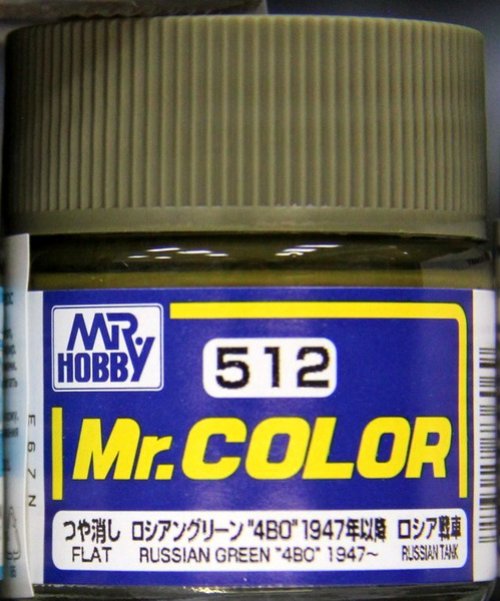 MR.
HOBBY
512
Mr.COLOR
つや消し ロシアングリーン"4BO"1947年以降 ロシア戦車
FLAT RUSSIAN GREEN "4BO" 1947～ RUSSIAN TANK
E67N